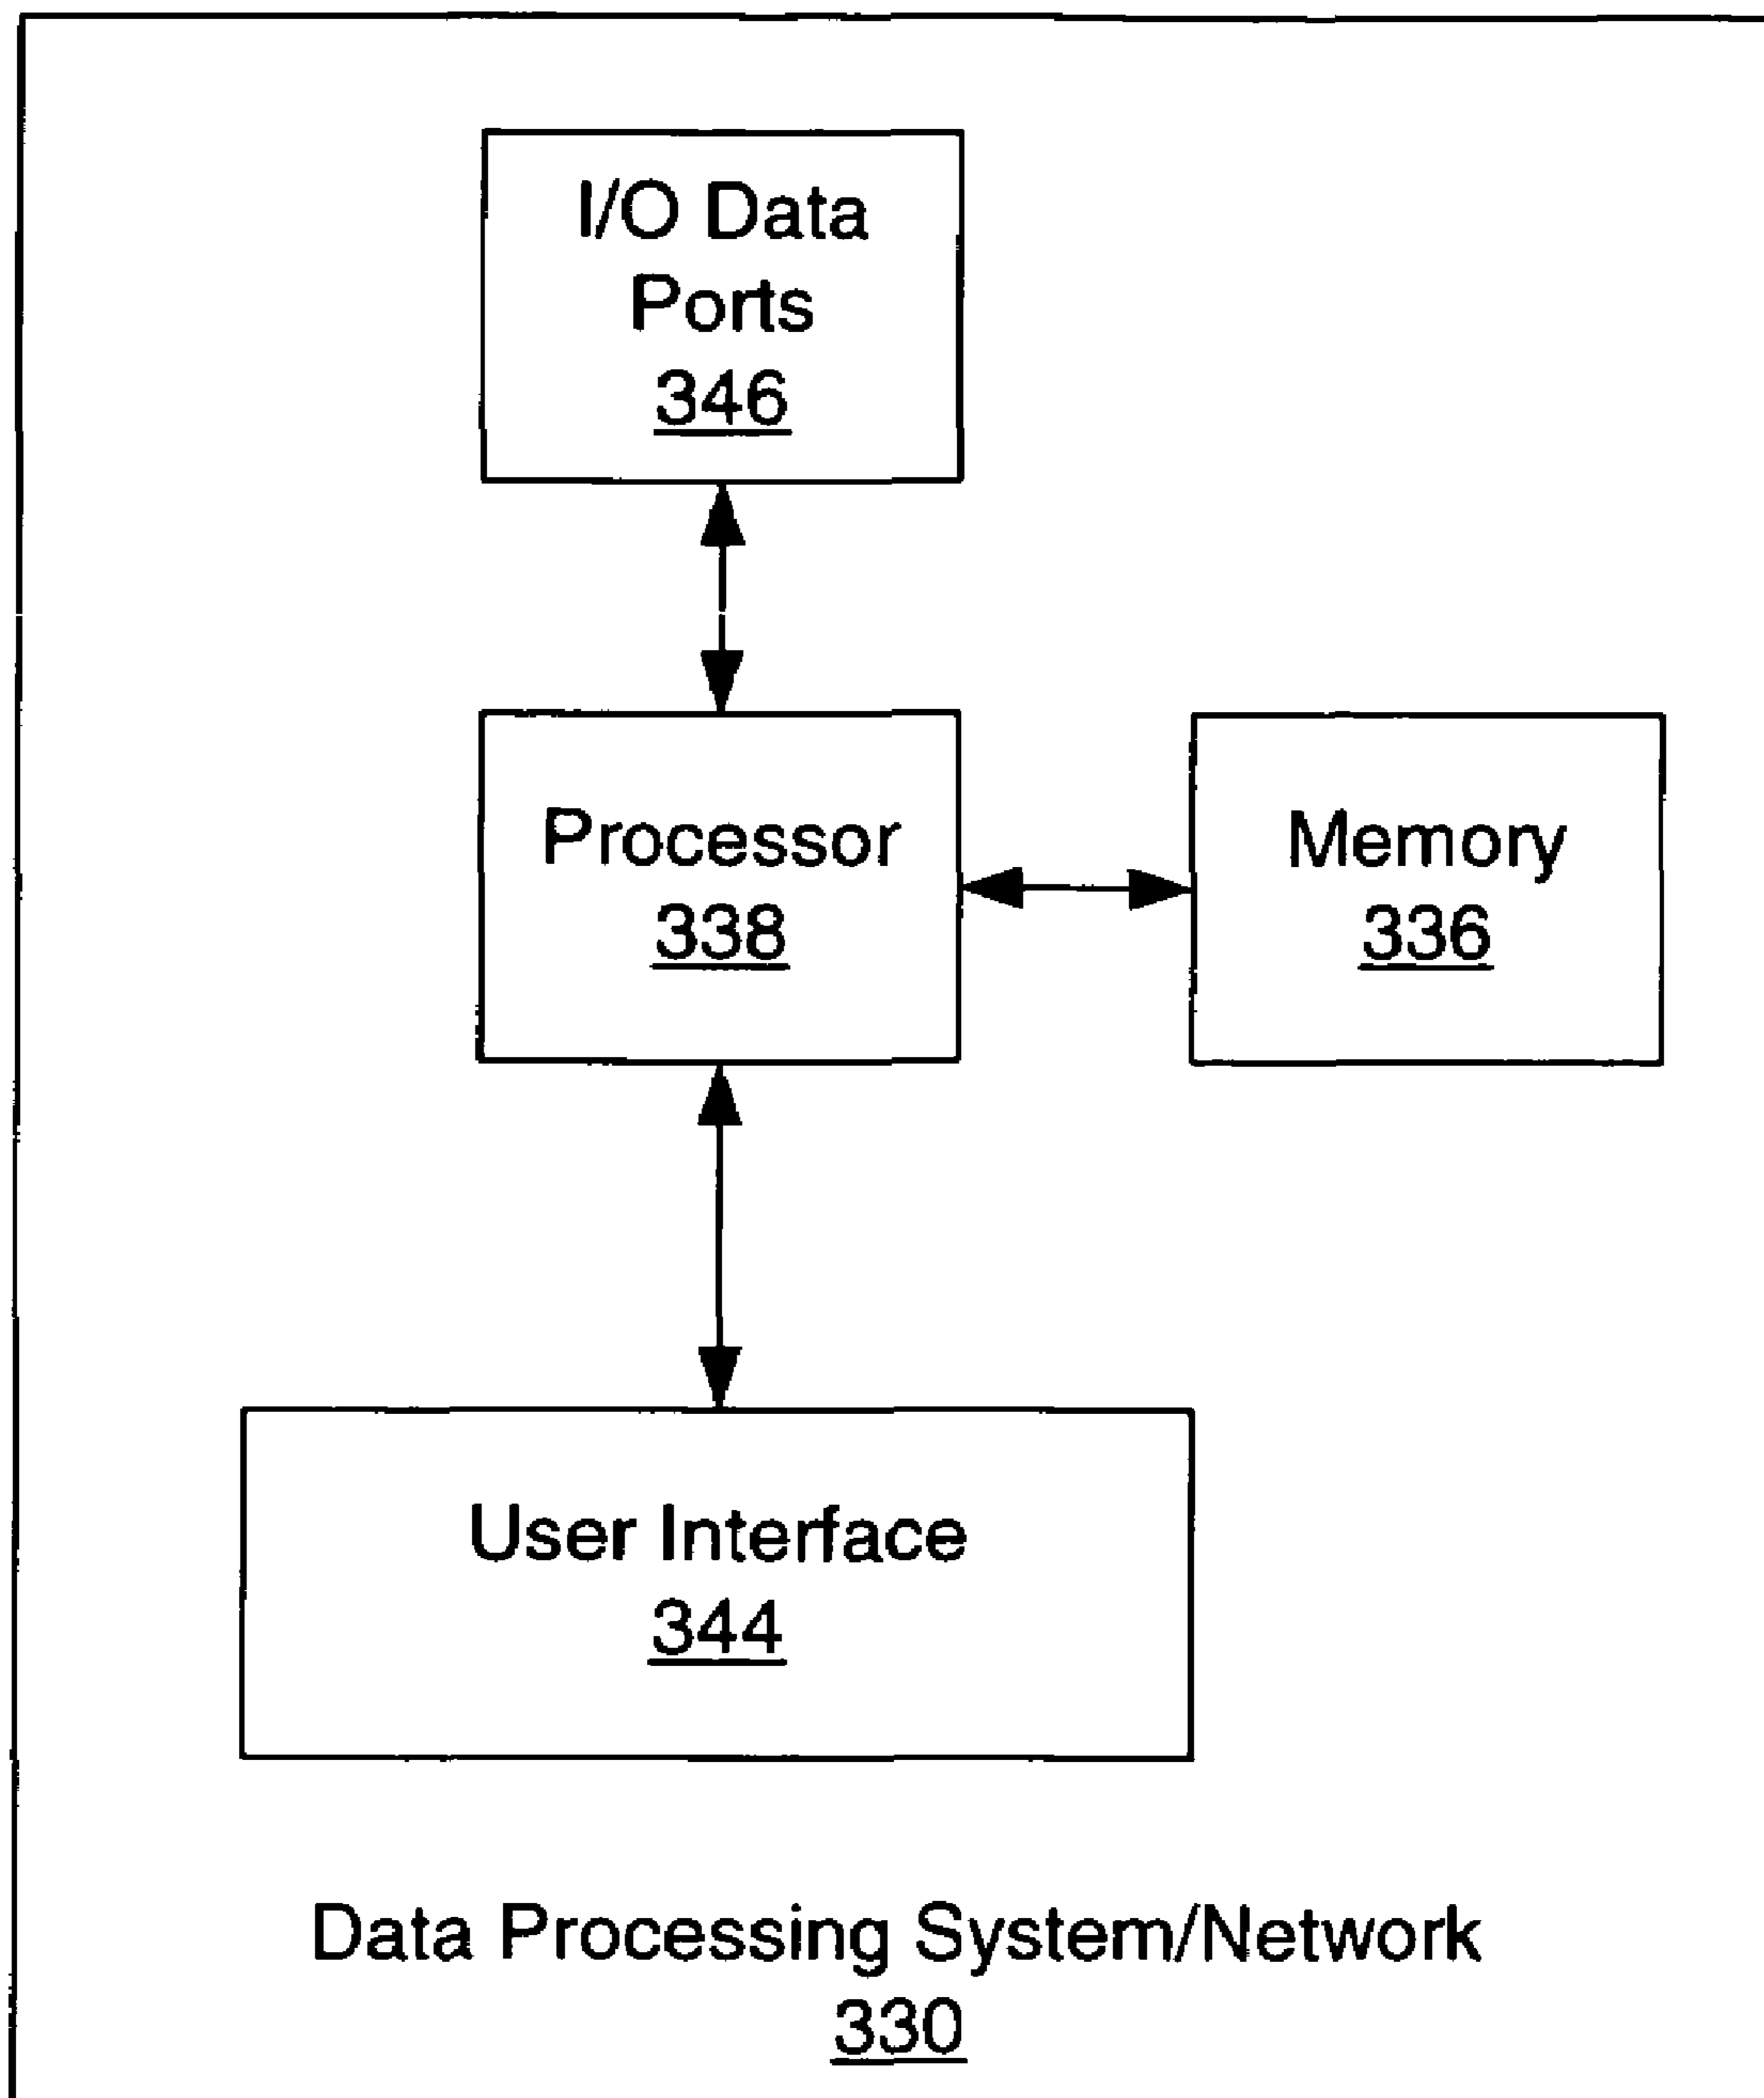 I/O Data
Ports
346
Processor
338
Memory
336
User Interface
344
Data Processing System/Network
330